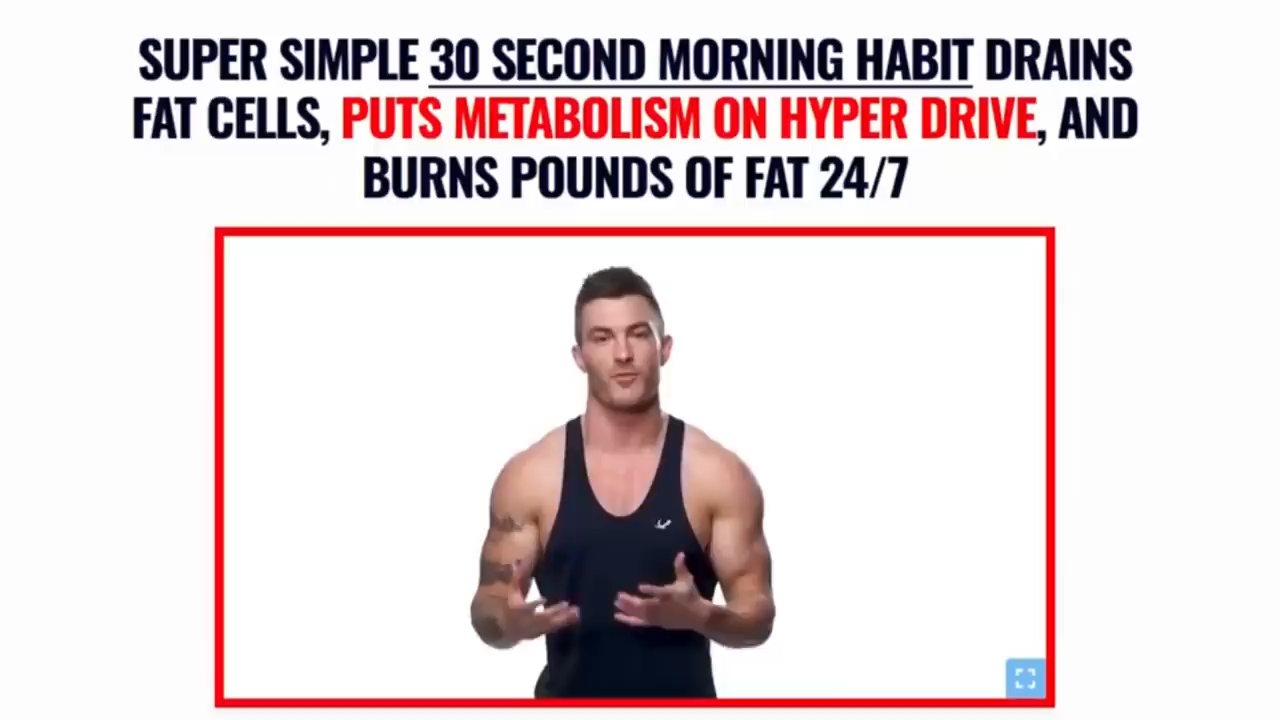 SUPER SIMPLE 30 SECOND MORNING HABIT DRAINS
FAT CELLS, PUTS METABOLISM ON HYPER DRIVE, AND
BURNS POUNDS OF FAT 24/7